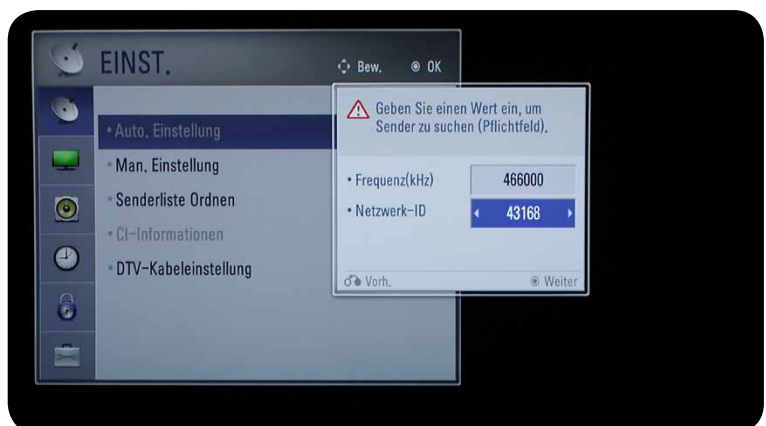 EINST.
Bew.
OK
• Auto. Einstellung
• Man. Einstellung
• Senderliste Ordnen
• CI-Informationen
• DTV-Kabeleinstellung
Geben Sie einen Wert ein, um
Sender zu suchen (Pflichtfeld).
• Frequenz(kHz) 466000
• Netzwerk-ID 43168
Vorh.
Weiter